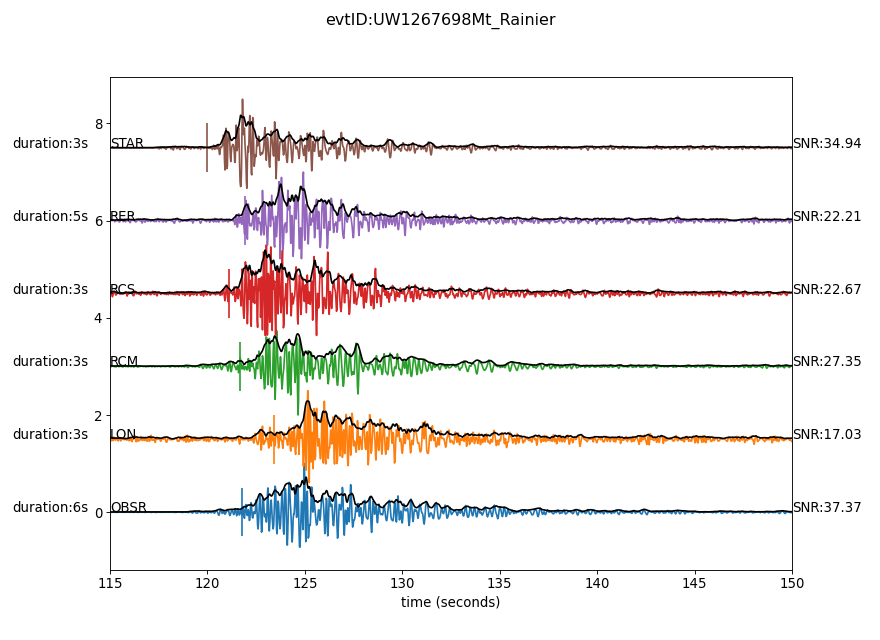 evtID:UW1267698Mt_Rainier
8
duration:3s STAR SNR:34.94
duration:5s RER SNR:22.21
6
duration:3s RCS SNR:22.67
4
duration:3s RCM SNR:27.35
2
duration:3s LON SNR:17.03
duration:6s OBSR SNR:37.37
0
115 120 125 130 135 140 145 150
time (seconds)